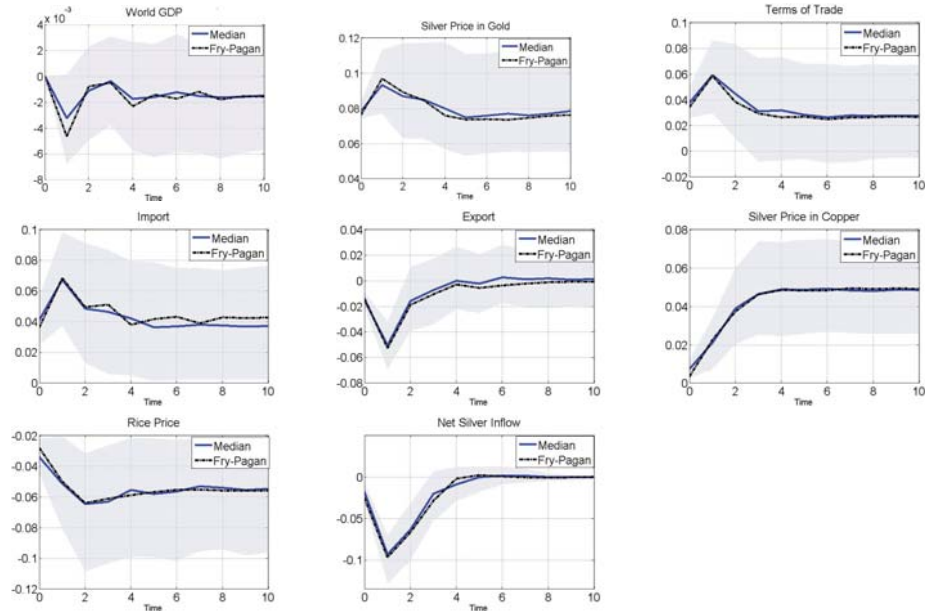 World GDP
x 10⁻³
4
2
0
-2
-4
-6
-8
0 2 4 6 8 10
Time
Median
Fry-Pagan
Silver Price in Gold
0.12
0.1
0.08
0.06
0.04
0 2 4 6 8 10
Time
Median
Fry-Pagan
Terms of Trade
0.1
0.08
0.06
0.04
0.02
0
-0.02
0 2 4 6 8 10
Time
Median
Fry-Pagan
Import
0.1
0.08
0.06
0.04
0.02
0
0 2 4 6 8 10
Time
Median
Fry-Pagan
Export
0.04
0.02
0
-0.02
-0.04
-0.06
-0.08
0 2 4 6 8 10
Time
Median
Fry-Pagan
Silver Price in Copper
0.08
0.06
0.04
0.02
0
0 2 4 6 8 10
Time
Median
Fry-Pagan
Rice Price
-0.02
-0.04
-0.06
-0.08
-0.1
-0.12
0 2 4 6 8 10
Time
Median
Fry-Pagan
Net Silver Inflow
0
-0.05
-0.1
0 2 4 6 8 10
Time
Median
Fry-Pagan